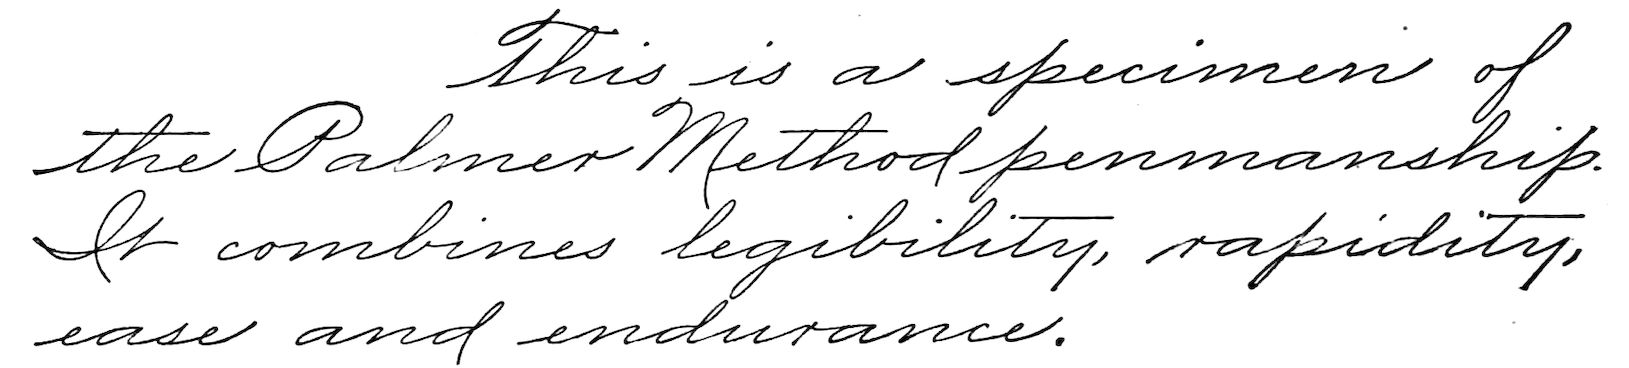 This is a specimen of
the Palmer Method penmanship.
It combines legibility, rapidity,
ease and endurance.